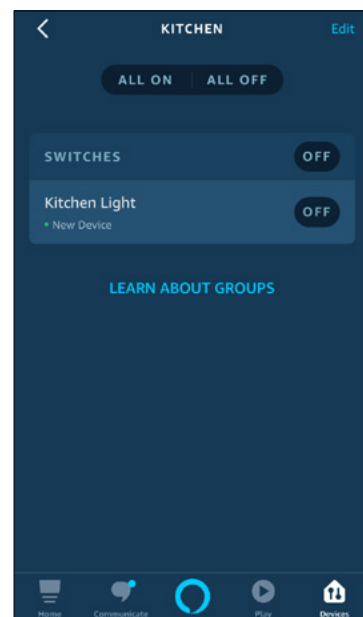 KITCHEN Edit
ALL ON ALL OFF
SWITCHES OFF
Kitchen Light
• New Device OFF
LEARN ABOUT GROUPS
Home Communicate Play Devices